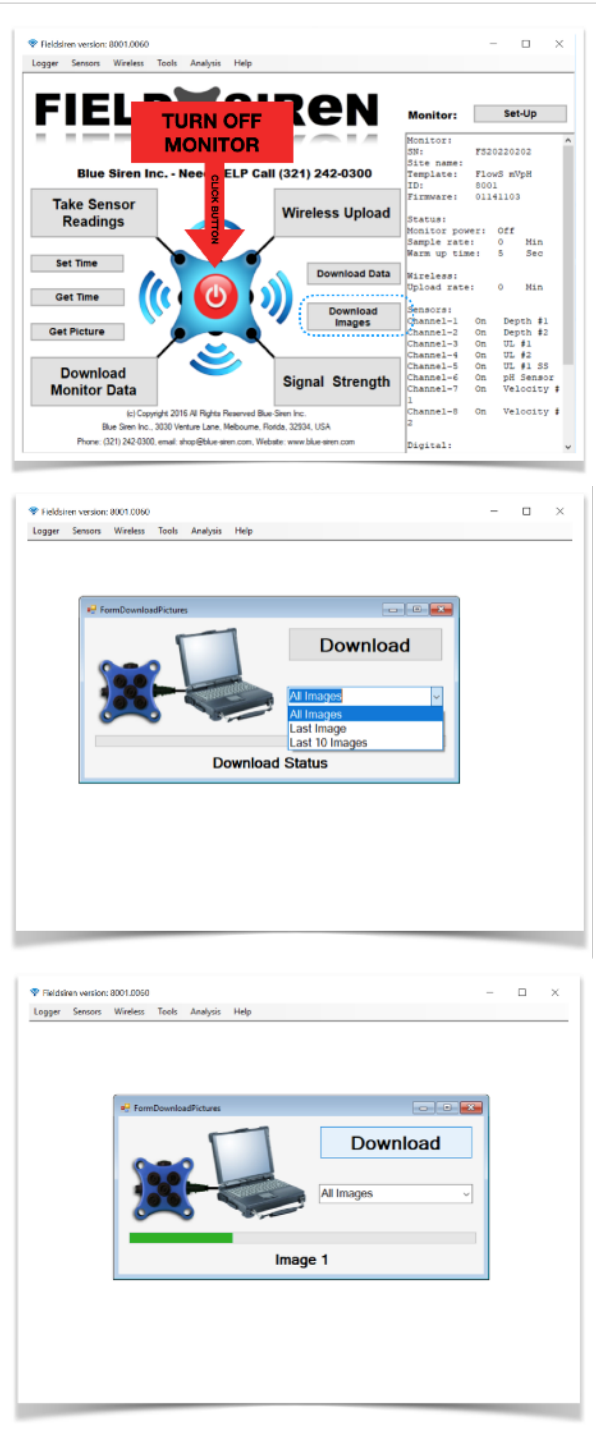 Fieldsiren version: 8001.0060
Logger Sensors Wireless Tools Analysis Help
FIELD SIReN
TURN OFF
MONITOR
CLICK BUTTON
Blue Siren Inc. - Need HELP Call (321) 242-0300
Take Sensor
Readings
Wireless Upload
Set Time
Get Time
Get Picture
Download Data
Download
Images
Download
Monitor Data
Signal Strength
(c) Copyright 2016 All Rights Reserved Blue Siren Inc.
Blue Siren Inc., 3030 Venture Lane, Melbourne, Florida, 32934, USA
Phone: (321) 242-0300, email: shop@blue-siren.com, Website: www.blue-siren.com
Monitor: Set-Up
Monitor:
SN: FS20220202
Site name:
Template: FlowS mVpH
ID: 8001
Firmware: 01141103
Status:
Monitor power: Off
Sample rate: 0 Min
Warm up time: 5 Sec
Wireless:
Upload rate: 0 Min
Sensors:
Channel-1 On Depth #1
Channel-2 On Depth #2
Channel-3 On UL #1
Channel-4 On UL #2
Channel-5 On UL #1 SS
Channel-6 On pH Sensor
Channel-7 On Velocity #
1
Channel-8 On Velocity #
2
Digital:
Fieldsiren version: 8001.0060
Logger Sensors Wireless Tools Analysis Help
FormDownloadPictures
Download
All Images
All Images
Last Image
Last 10 Images
Download Status
Fieldsiren version: 8001.0060
Logger Sensors Wireless Tools Analysis Help
FormDownloadPictures
Download
All Images
Image 1